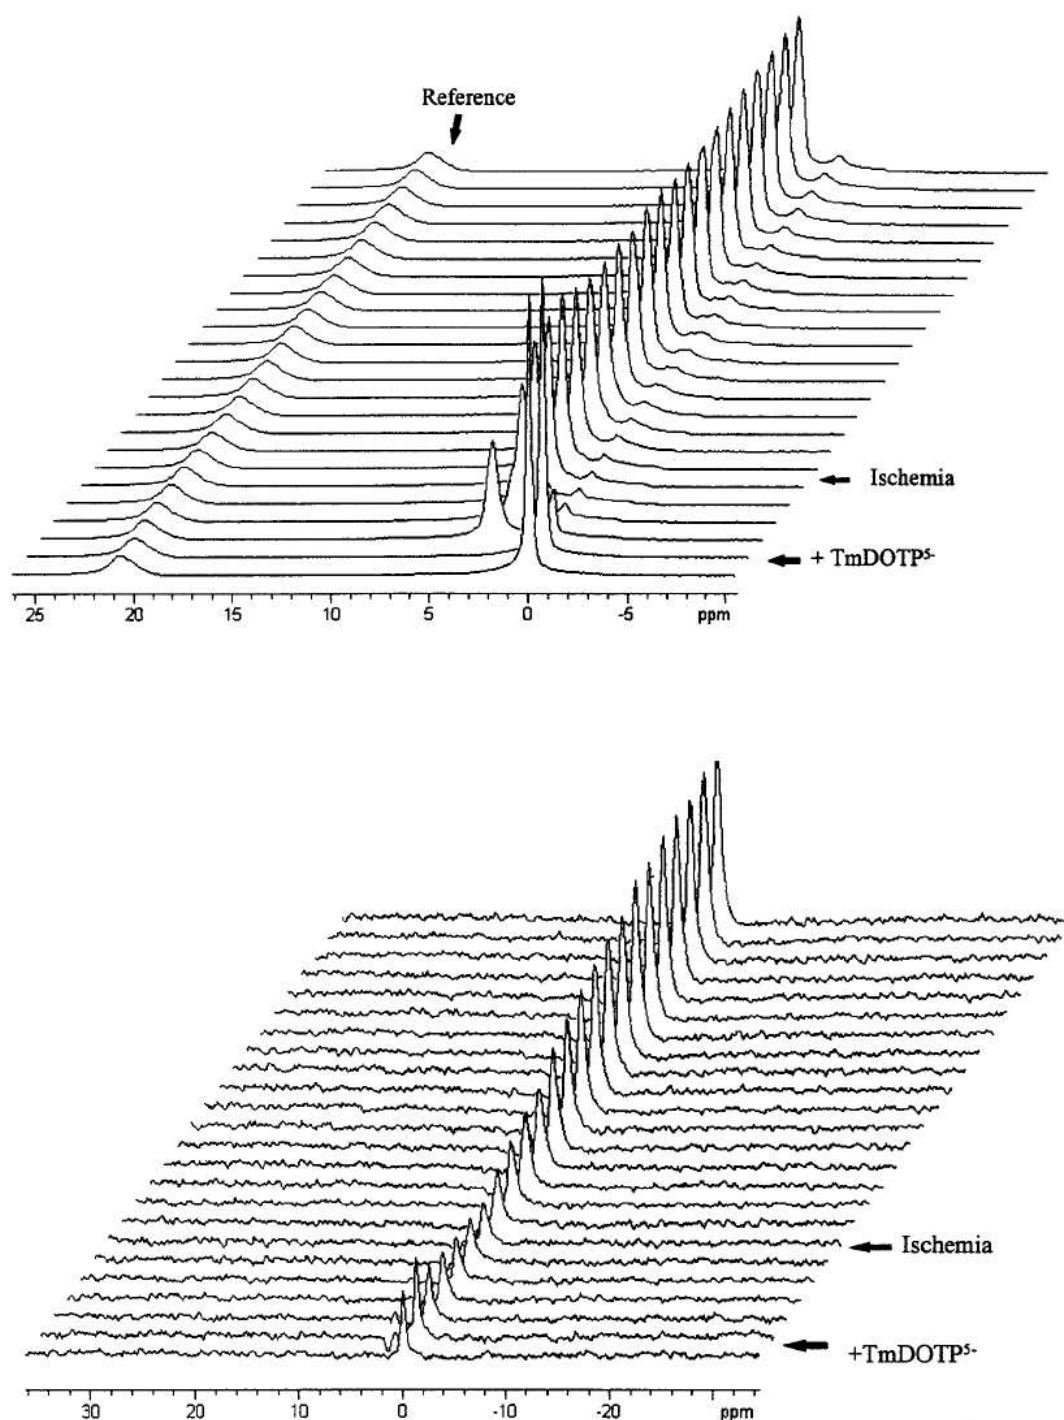 Reference
Ischemia
+ TmDOTP⁵⁻
25 20 15 10 5 0 -5 ppm
Ischemia
+TmDOTP⁵⁻
30 20 10 0 -10 -20 ppm